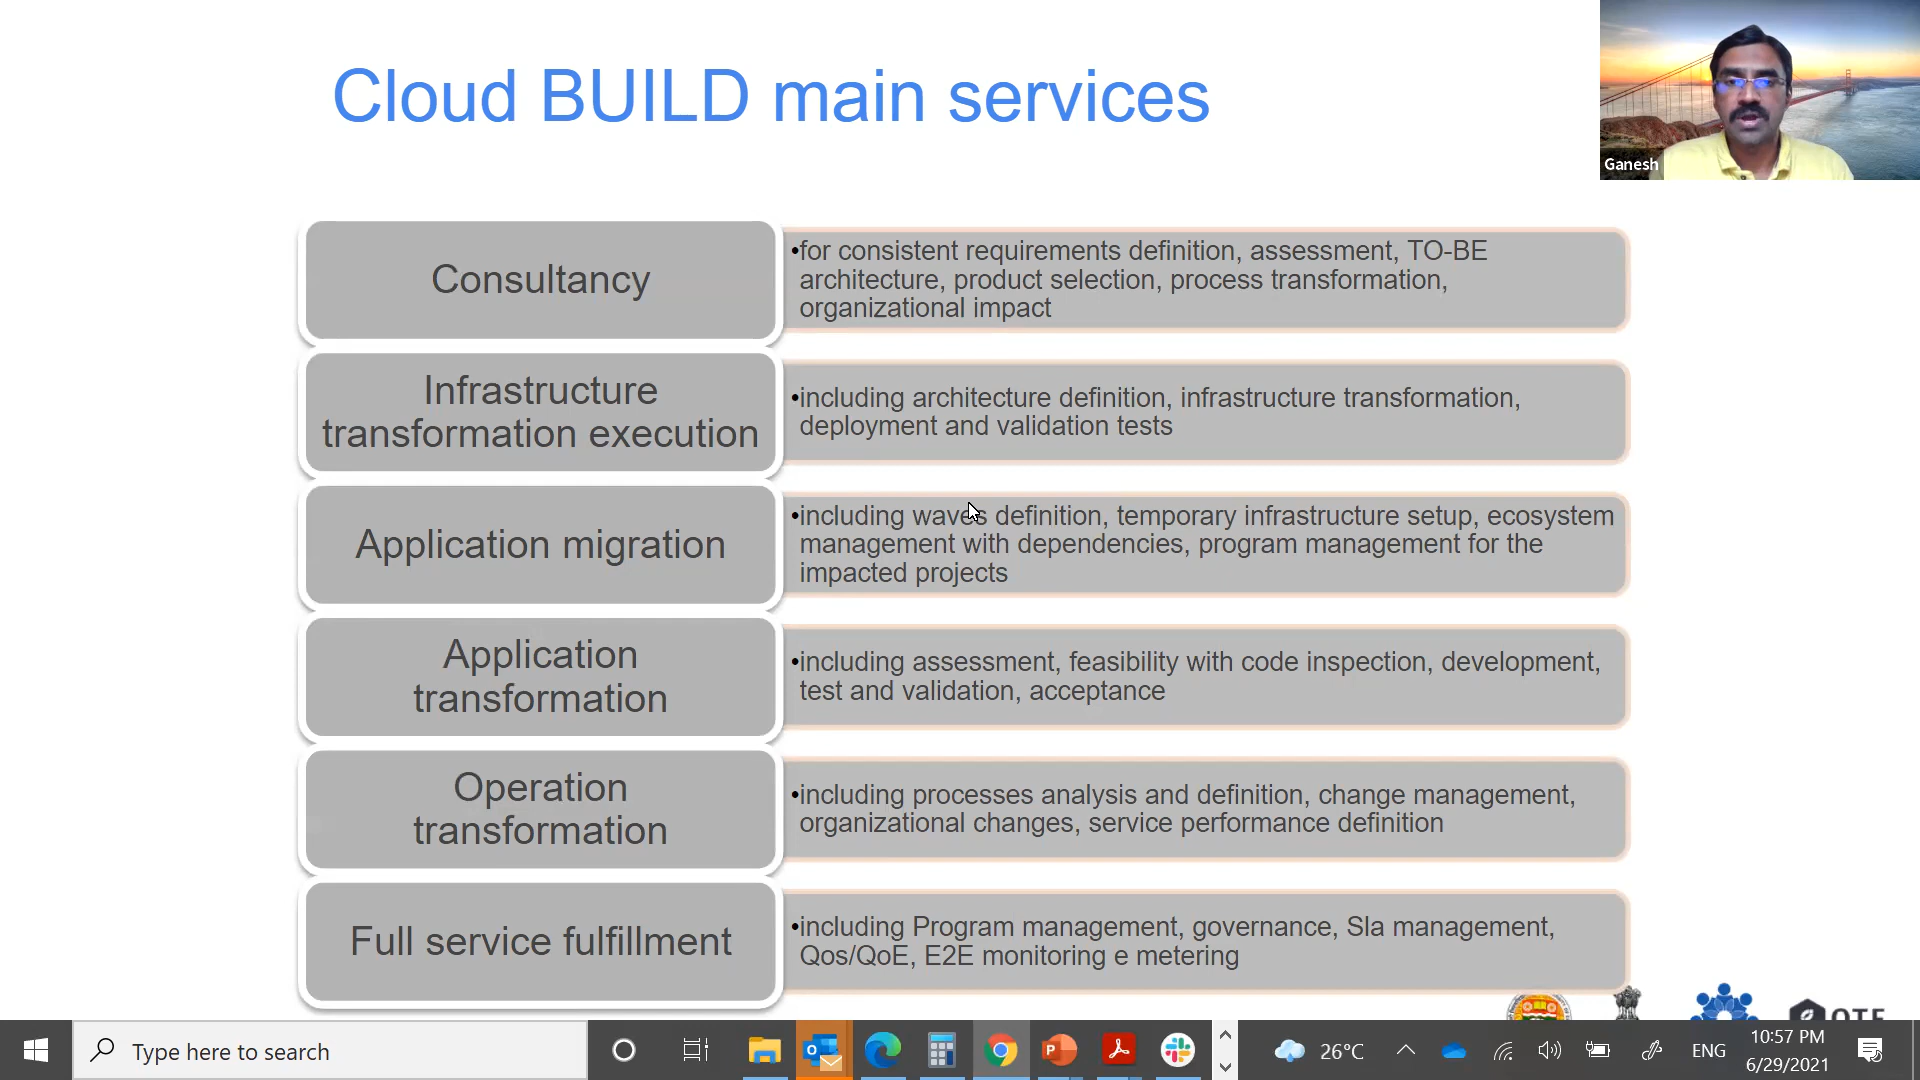 Cloud BUILD main services
Ganesh
Consultancy
•for consistent requirements definition, assessment, TO-BE
architecture, product selection, process transformation,
organizational impact
Infrastructure
transformation execution
•including architecture definition, infrastructure transformation,
deployment and validation tests
Application migration
•including waves definition, temporary infrastructure setup, ecosystem
management with dependencies, program management for the
impacted projects
Application
transformation
•including assessment, feasibility with code inspection, development,
test and validation, acceptance
Operation
transformation
•including processes analysis and definition, change management,
organizational changes, service performance definition
Full service fulfillment
•including Program management, governance, Sla management,
Qos/QoE, E2E monitoring e metering
Type here to search
26°C
ENG
10:57 PM
6/29/2021